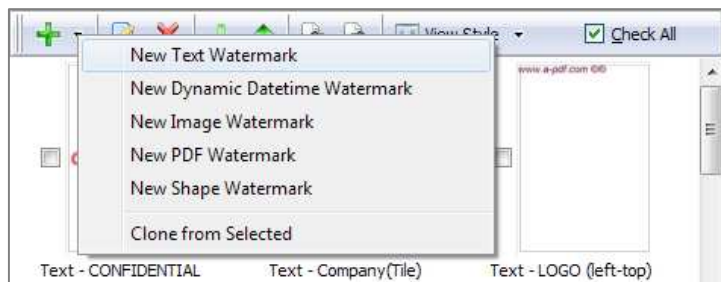 View Style
Check All
New Text Watermark
New Dynamic Datetime Watermark
New Image Watermark
New PDF Watermark
New Shape Watermark
Clone from Selected
www.a-pdf.com ©®
Text - CONFIDENTIAL
Text - Company(Tile)
Text - LOGO (left-top)